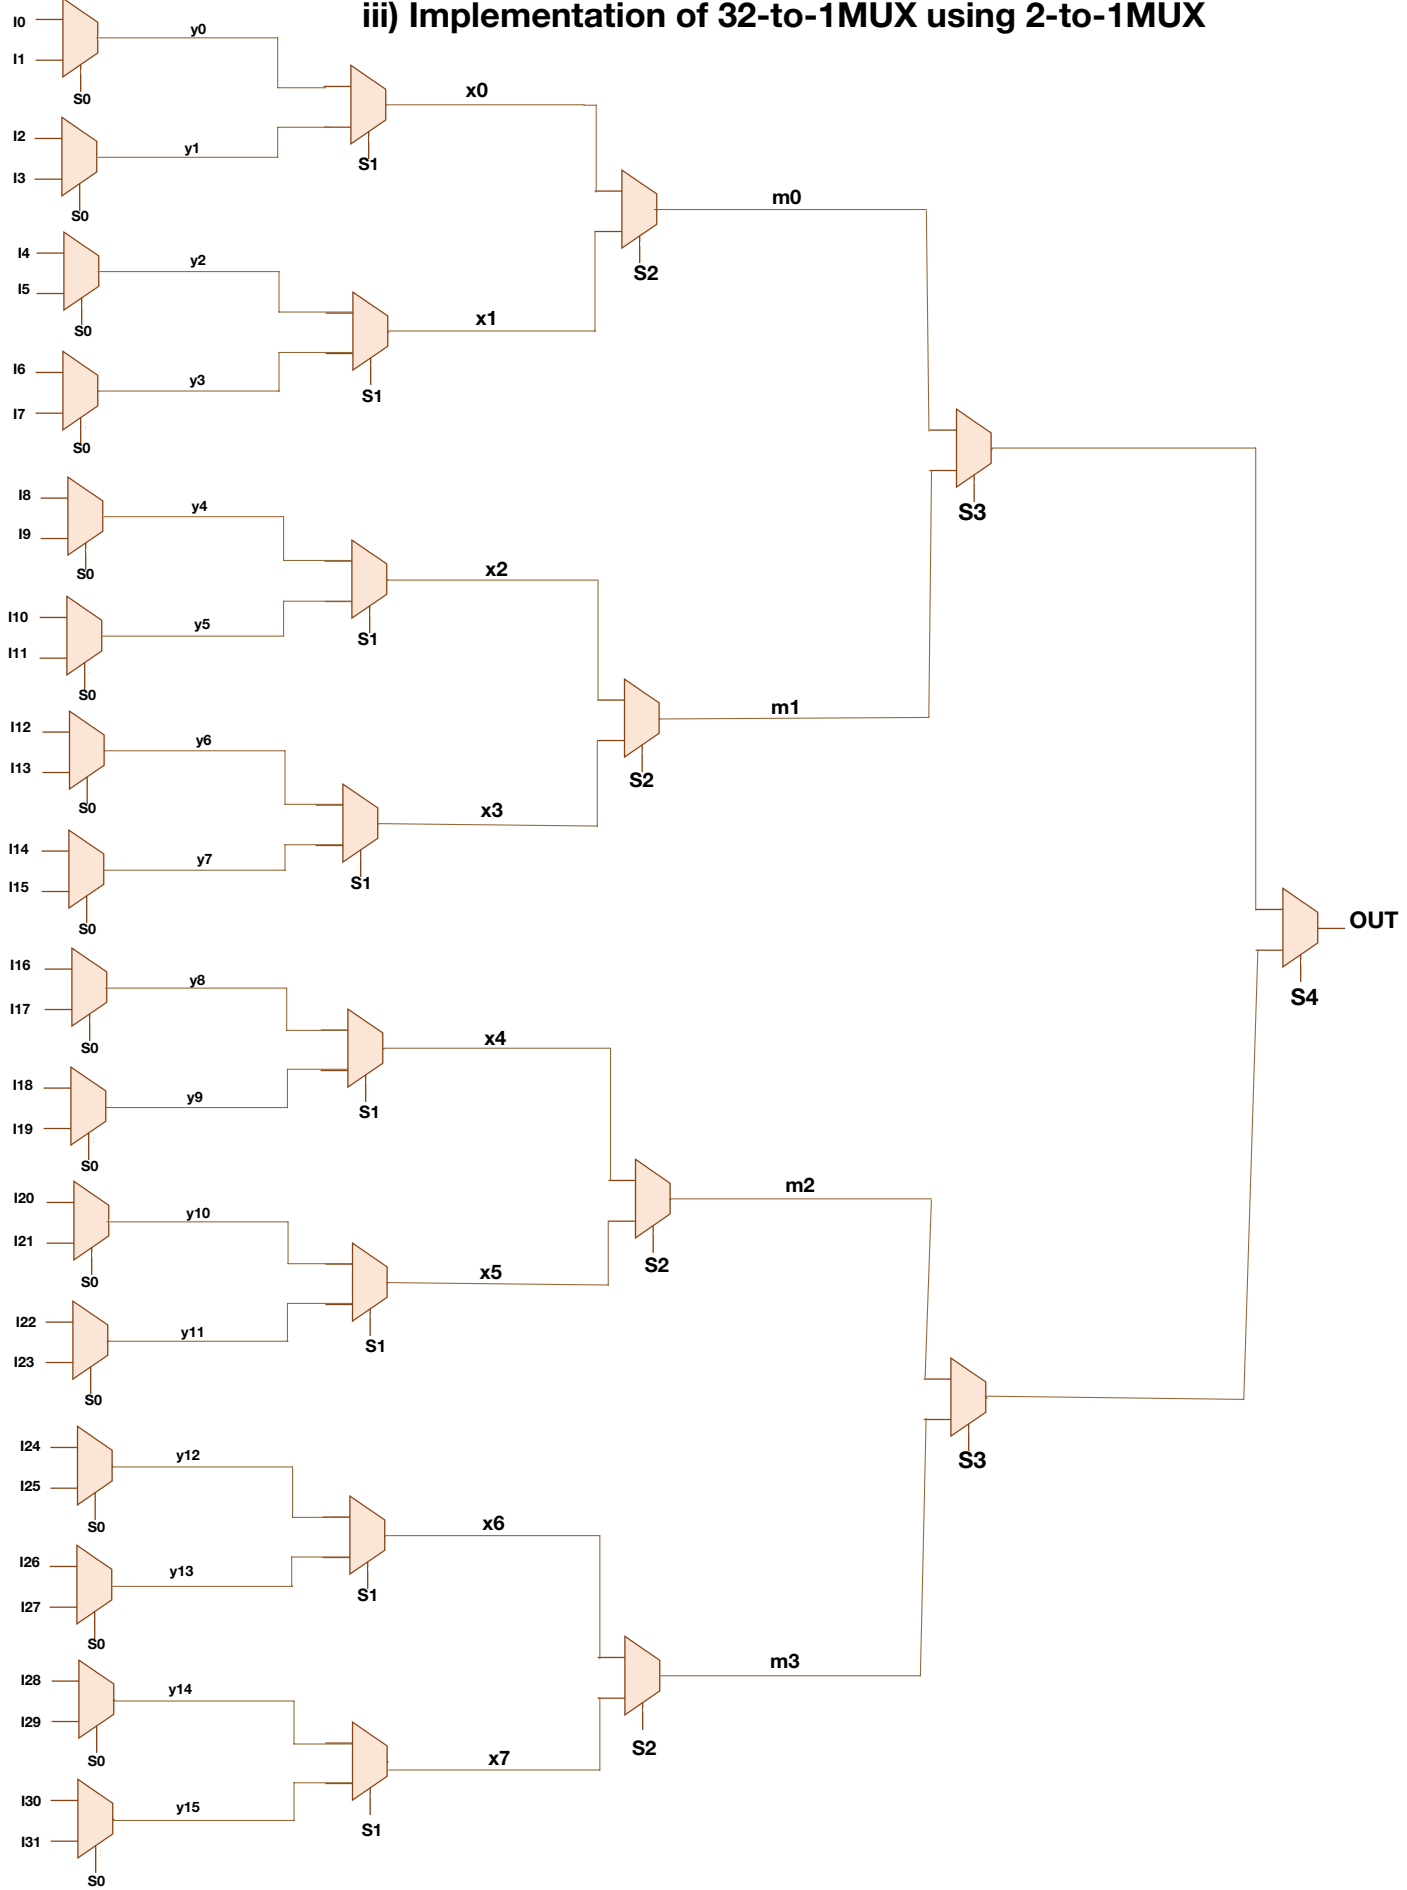 iii) Implementation of 32-to-1MUX using 2-to-1MUX
I0
y0
I1
S0
x0
I2
y1
S1
I3
S0
m0
I4
y2
S2
I5
S0
x1
I6
y3
S1
I7
S0
I8
y4
S3
I9
S0
x2
I10
y5
S1
I11
S0
m1
I12
y6
S2
I13
S0
x3
I14
y7
S1
I15
S0
OUT
I16
y8
S4
I17
S0
x4
I18
y9
S1
I19
S0
m2
I20
y10
S2
I21
S0
x5
I22
y11
S1
I23
S0
I24
y12
S3
I25
S0
x6
I26
y13
S1
I27
S0
m3
I28
y14
S2
I29
S0
x7
I30
y15
S1
I31
S0